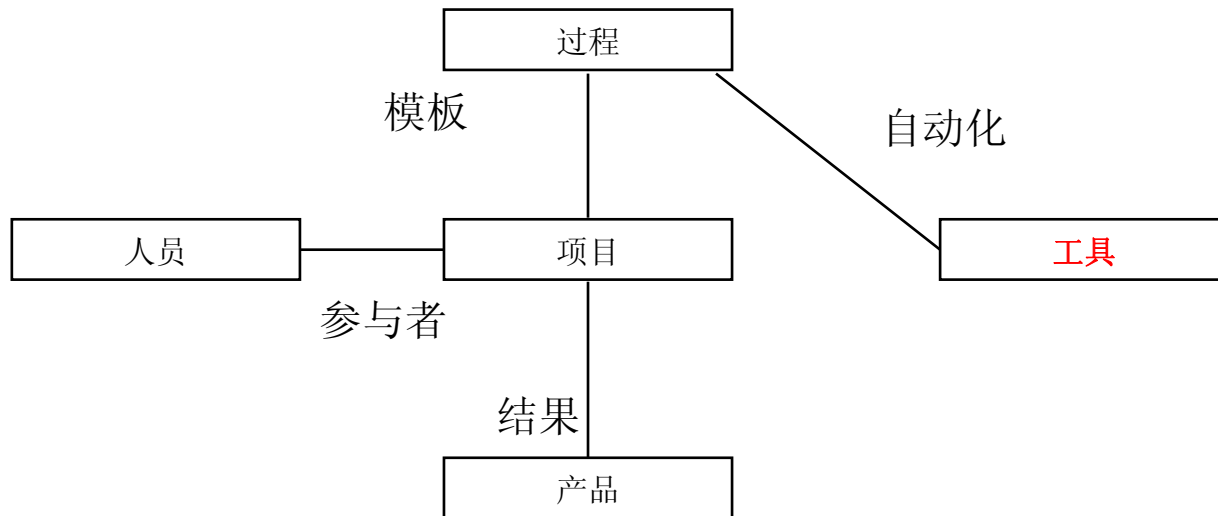 过程
模板
自动化
人员
项目
工具
参与者
结果
产品